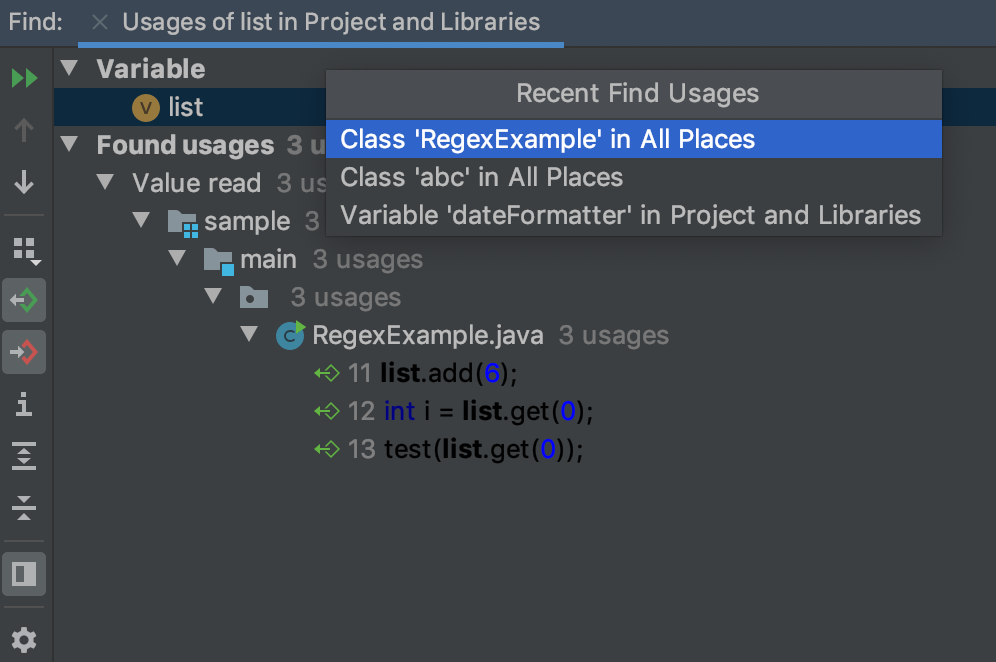 Find: Usages of list in Project and Libraries
Variable
V list
Recent Find Usages
Found usages 3 u
Class 'RegexExample' in All Places
Value read 3 us
Class 'abc' in All Places
sample 3
Variable 'dateFormatter' in Project and Libraries
main 3 usages
3 usages
C RegexExample.java 3 usages
11 list.add(6);
12 int i = list.get(0);
13 test(list.get(0));